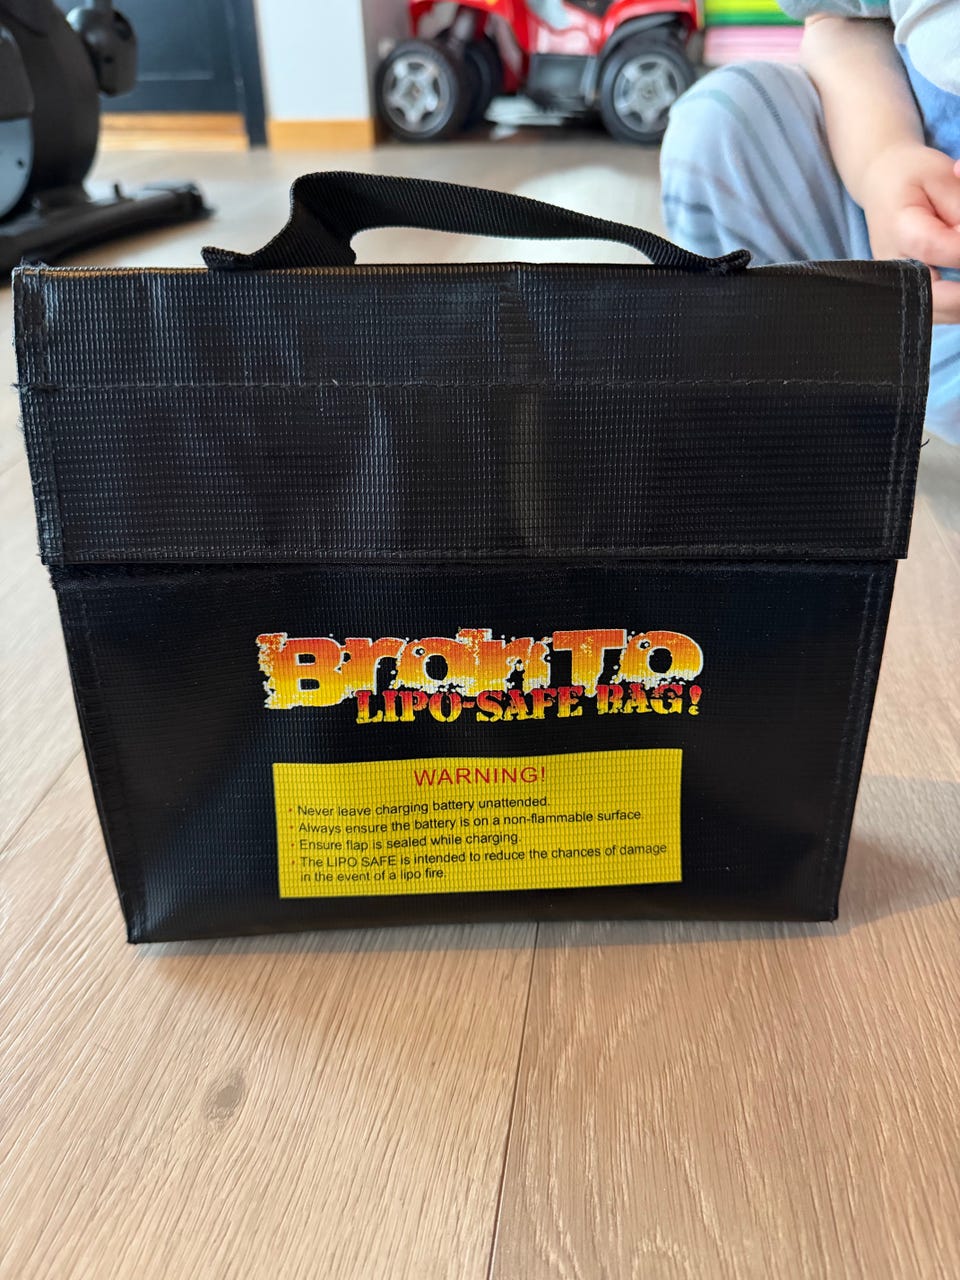 BronTo
LIPO-SAFE BAG!
WARNING!
• Never leave charging battery unattended.
• Always ensure the battery is on a non-flammable surface
• Ensure flap is sealed while charging.
• The LIPO SAFE is intended to reduce the chances of damage
in the event of a lipo fire.